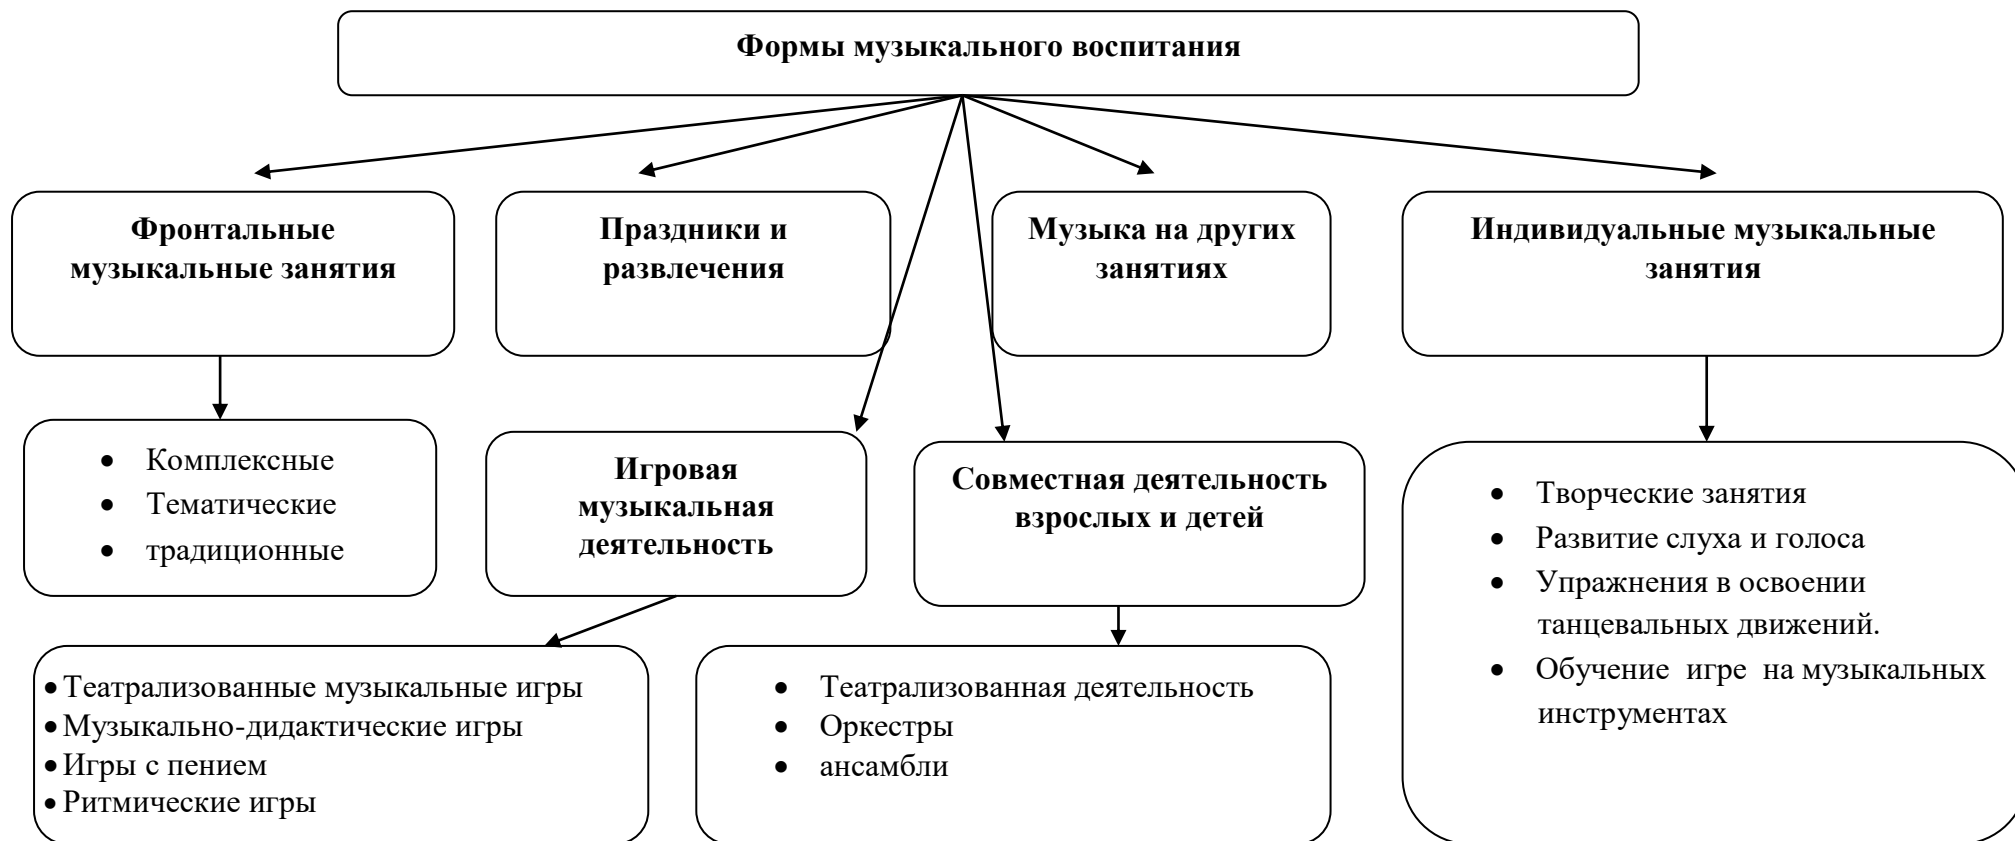 Формы музыкального воспитания
Фронтальные
музыкальные занятия
Праздники и
развлечения
Музыка на других
занятиях
Индивидуальные музыкальные
занятия
• Комплексные
• Тематические
• традиционные
Игровая
музыкальная
деятельность
Совместная деятельность
взрослых и детей
• Творческие занятия
• Развитие слуха и голоса
• Упражнения в освоении
танцевальных движений.
• Обучение игре на музыкальных
инструментах
• Театрализованные музыкальные игры
• Музыкально-дидактические игры
• Игры с пением
• Ритмические игры
• Театрализованная деятельность
• Оркестры
• ансамбли